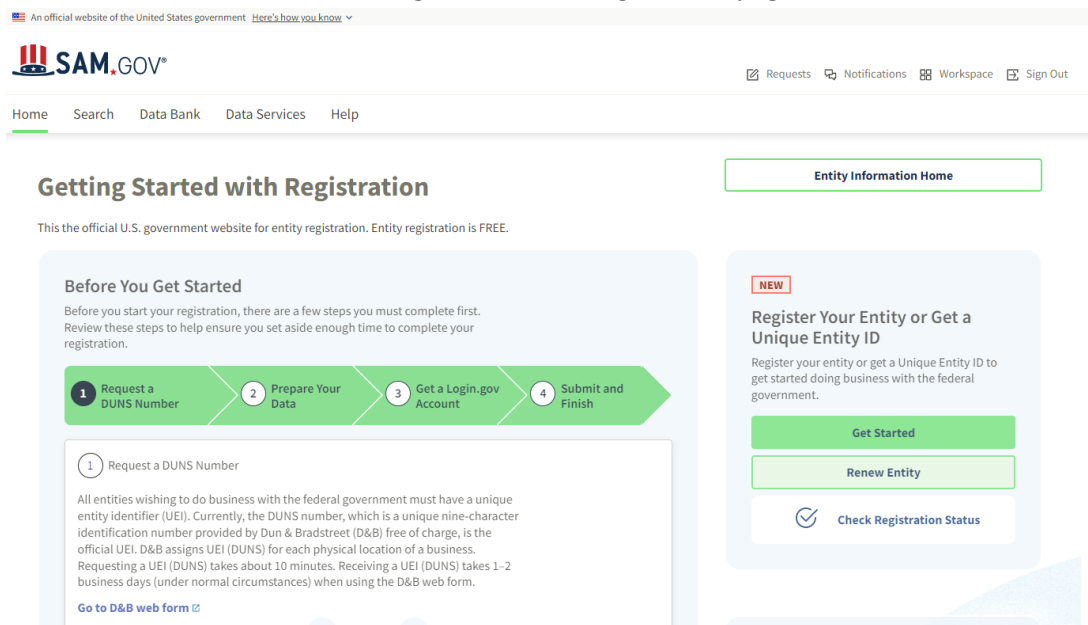 An official website of the United States government Here's how you know
SAM.GOV®
Requests Notifications Workspace Sign Out
Home Search Data Bank Data Services Help
Getting Started with Registration
Entity Information Home
This the official U.S. government website for entity registration. Entity registration is FREE.
Before You Get Started
Before you start your registration, there are a few steps you must complete first.
Review these steps to help ensure you set aside enough time to complete your
registration.
1 Request a
DUNS Number
2 Prepare Your
Data
3 Get a Login.gov
Account
4 Submit and
Finish
1 Request a DUNS Number
All entities wishing to do business with the federal government must have a unique
entity identifier (UEI). Currently, the DUNS number, which is a unique nine-character
identification number provided by Dun & Bradstreet (D&B) free of charge, is the
official UEI. D&B assigns UEI (DUNS) for each physical location of a business.
Requesting a UEI (DUNS) takes about 10 minutes. Receiving a UEI (DUNS) takes 1–2
business days (under normal circumstances) when using the D&B web form.
Go to D&B web form
NEW
Register Your Entity or Get a
Unique Entity ID
Register your entity or get a Unique Entity ID to
get started doing business with the federal
government.
Get Started
Renew Entity
Check Registration Status